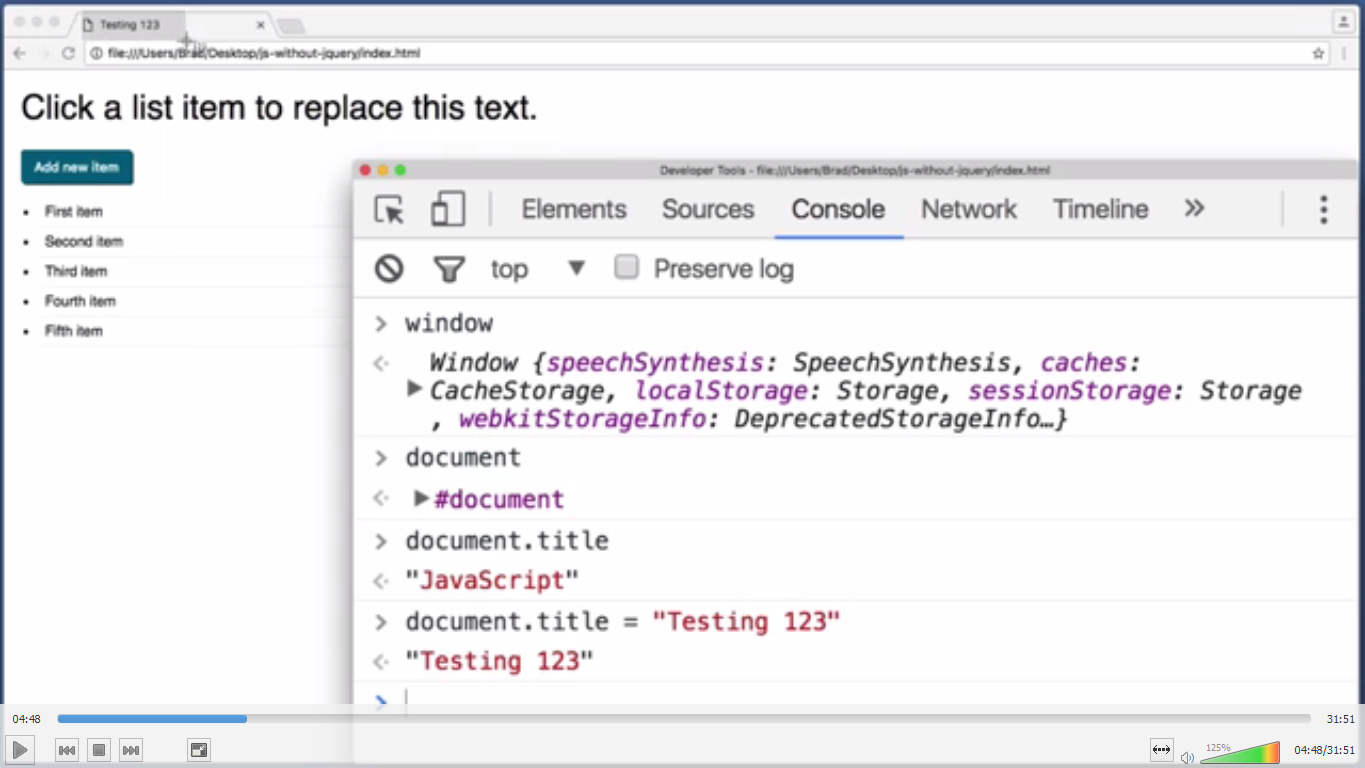 Testing 123
file:///Users/Brad/Desktop/js-without-jquery/index.html
Click a list item to replace this text.
Add new item
First item
Second item
Third item
Fourth item
Fifth item
Developer Tools - file:///Users/Brad/Desktop/js-without-jquery/index.html
Elements Sources Console Network Timeline »
top ▼ Preserve log
> window
Window {speechSynthesis: SpeechSynthesis, caches:
CacheStorage, localStorage: Storage, sessionStorage: Storage
, webkitStorageInfo: DeprecatedStorageInfo…}
> document
#document
> document.title
"JavaScript"
> document.title = "Testing 123"
"Testing 123"
>
04:48 31:51
125% 04:48/31:51